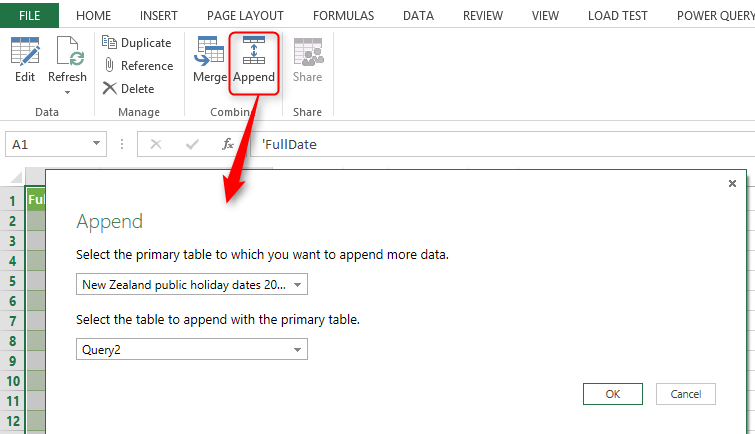 FILE HOME INSERT PAGE LAYOUT FORMULAS DATA REVIEW VIEW LOAD TEST POWER QUERY
Edit Refresh Duplicate Reference Delete Merge Append Share
Data Manage Combine Share
A1 fx 'FullDate
1
2
3
4
5
6
7
8
9
10
11
12
Append
Select the primary table to which you want to append more data.
New Zealand public holiday dates 20...
Select the table to append with the primary table.
Query2
OK Cancel